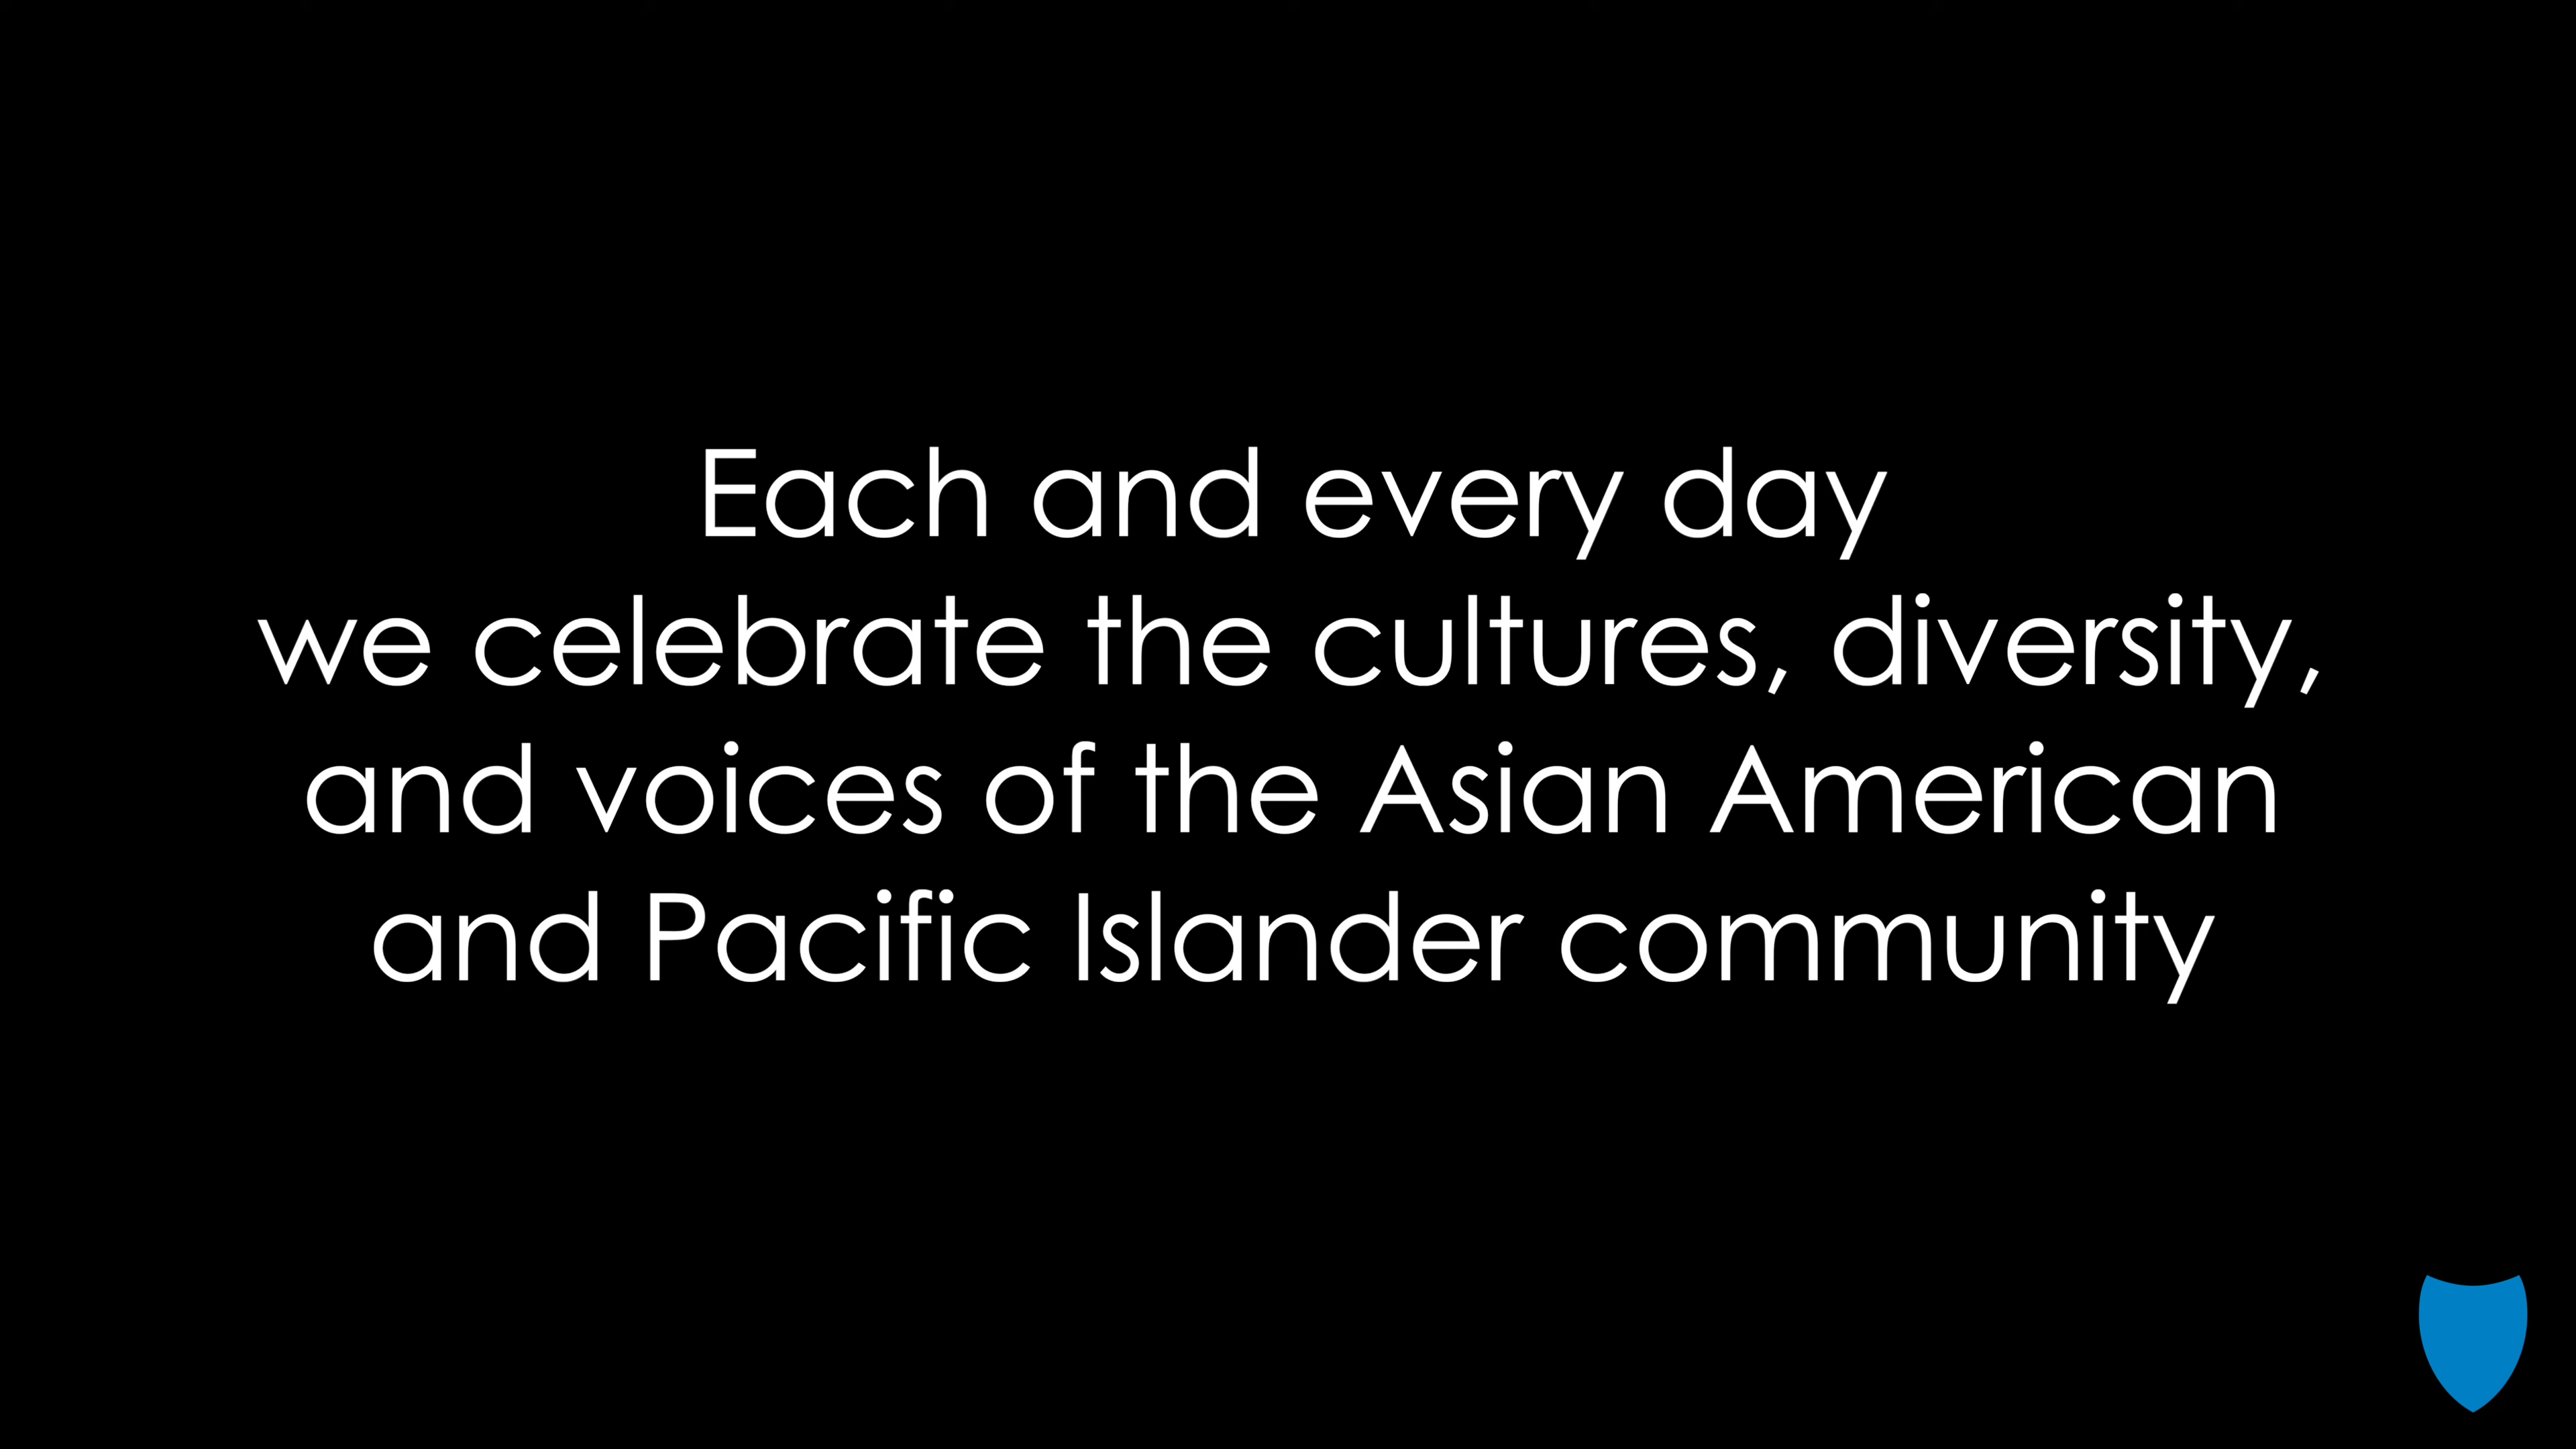 Each and every day
we celebrate the cultures, diversity,
and voices of the Asian American
and Pacific Islander community